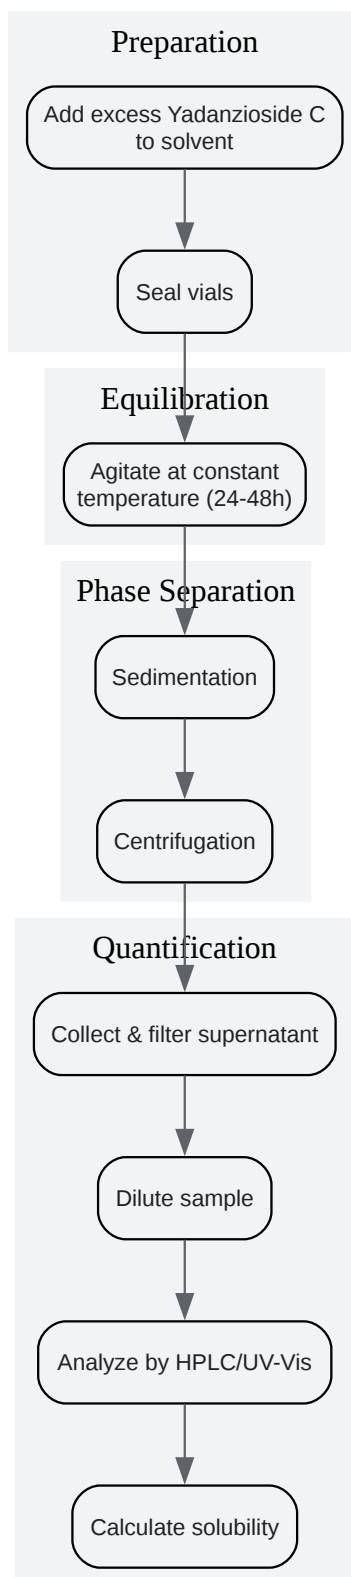 Preparation
Add excess Yadanzioside C
to solvent
Seal vials
Equilibration
Agitate at constant
temperature (24-48h)
Phase Separation
Sedimentation
Centrifugation
Quantification
Collect & filter supernatant
Dilute sample
Analyze by HPLC/UV-Vis
Calculate solubility